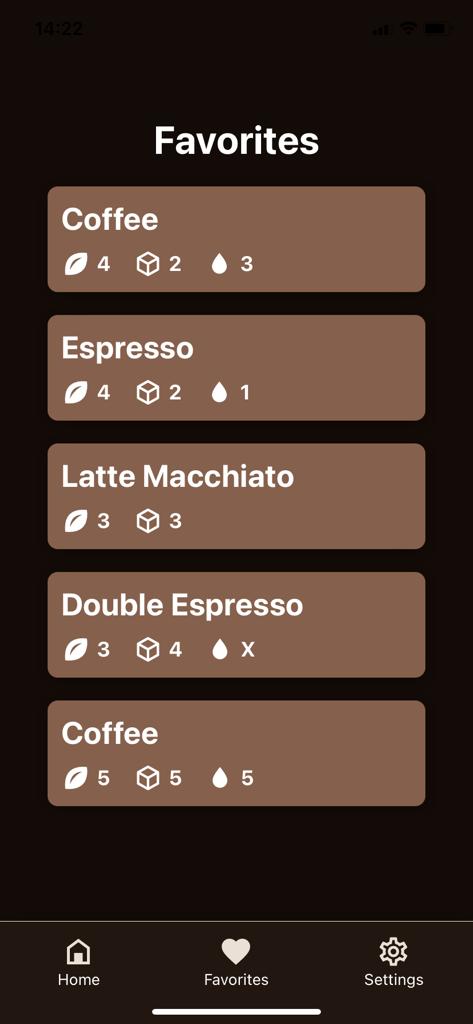 14:22
Favorites
Coffee
4 2 3
Espresso
4 2 1
Latte Macchiato
3 3
Double Espresso
3 4 X
Coffee
5 5 5
Home Favorites Settings